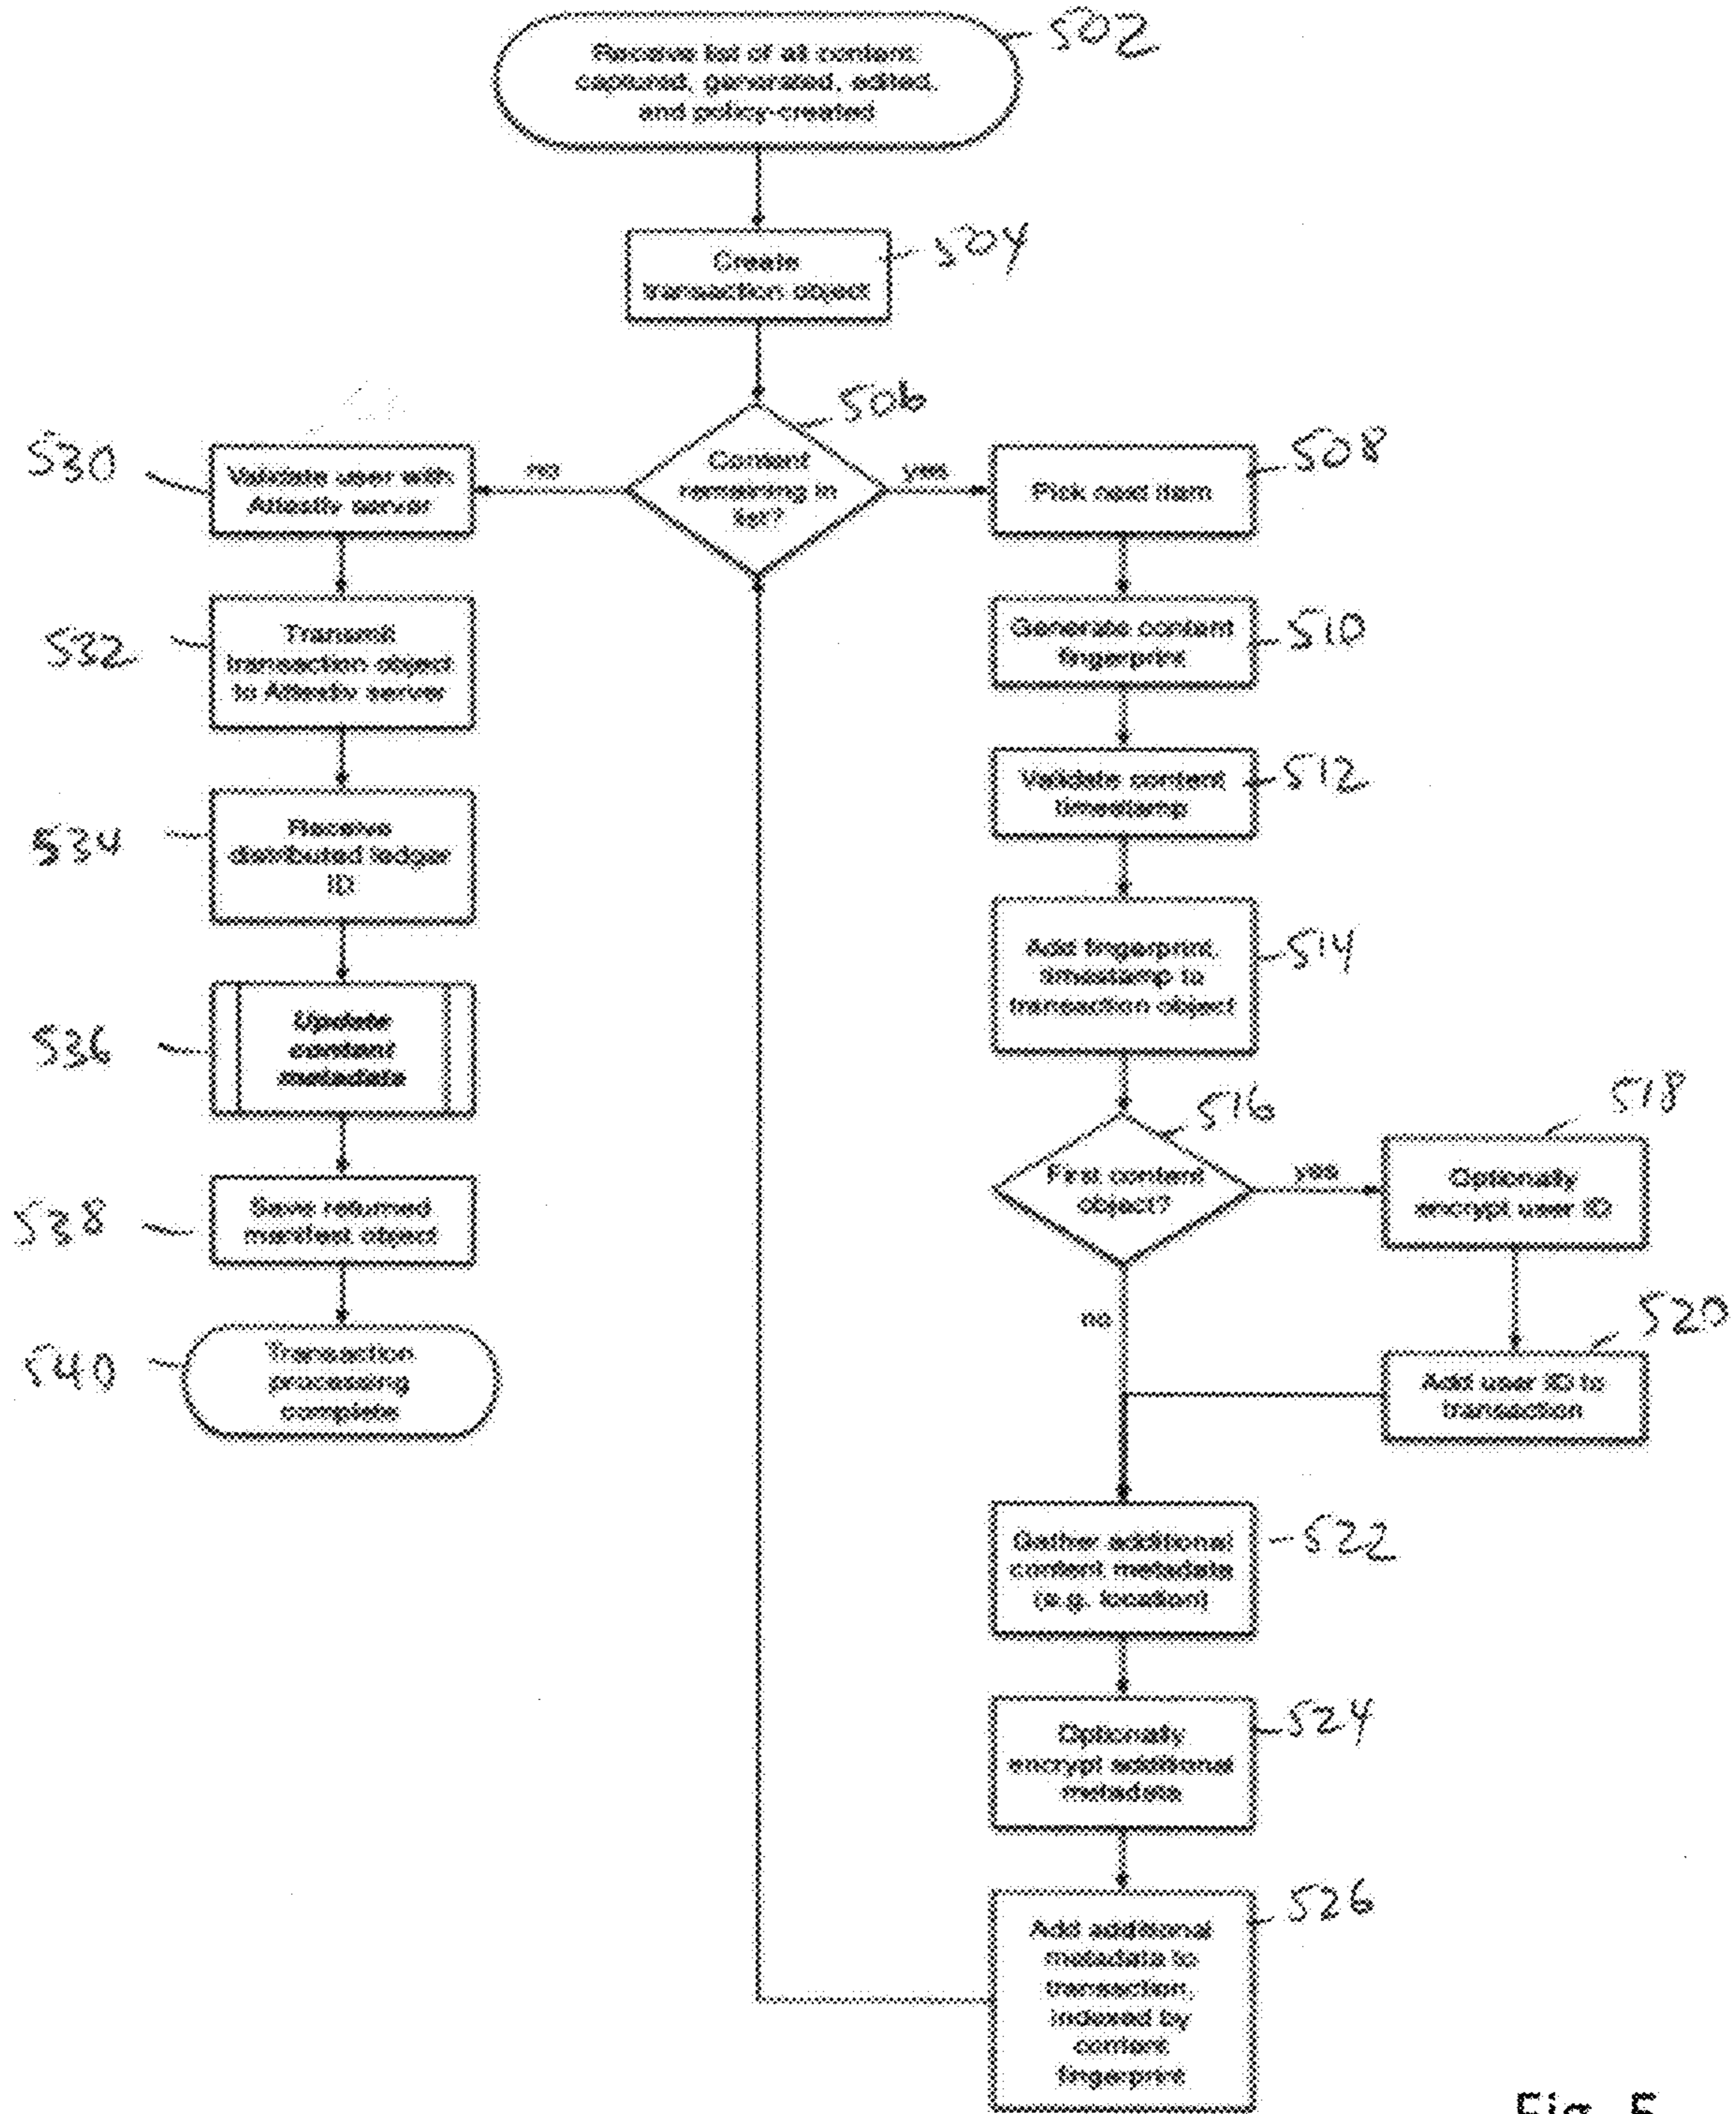 502
Receive list of all content
captured, generated, edited,
and policy-created
504
Create
transaction object
506
Content
remaining in
list?
no
yes
530
Validate user with
Attestiv server
508
Pick next item
532
Transmit
transaction object
to Attestiv server
510
Generate content
fingerprint
512
Validate content
timestamp
534
Receive
distributed ledger
ID
514
Add fingerprint,
timestamp to
transaction object
536
Update
content
metadata
516
First content
object?
yes
no
518
Optionally
encrypt user ID
538
Save returned
manifest object
520
Add user ID to
transaction
540
Transaction
processing
complete
522
Gather additional
content metadata
(e.g. location)
524
Optionally
encrypt additional
metadata
526
Add additional
metadata to
transaction,
indexed by
content
fingerprint
Fig. 5